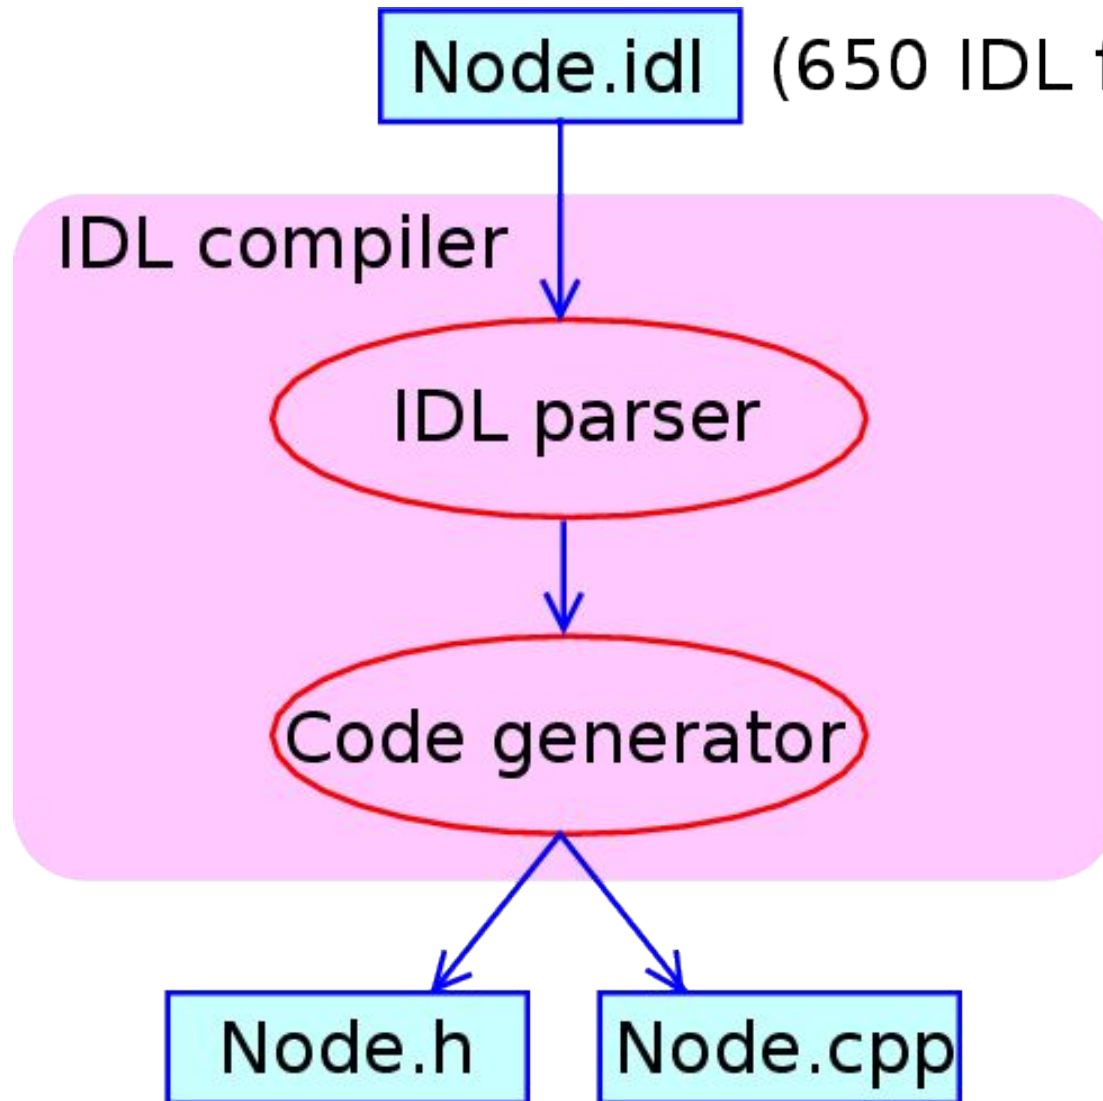 Node.idl (650 IDL
IDL compiler
IDL parser
Code generator
Node.h Node.cpp